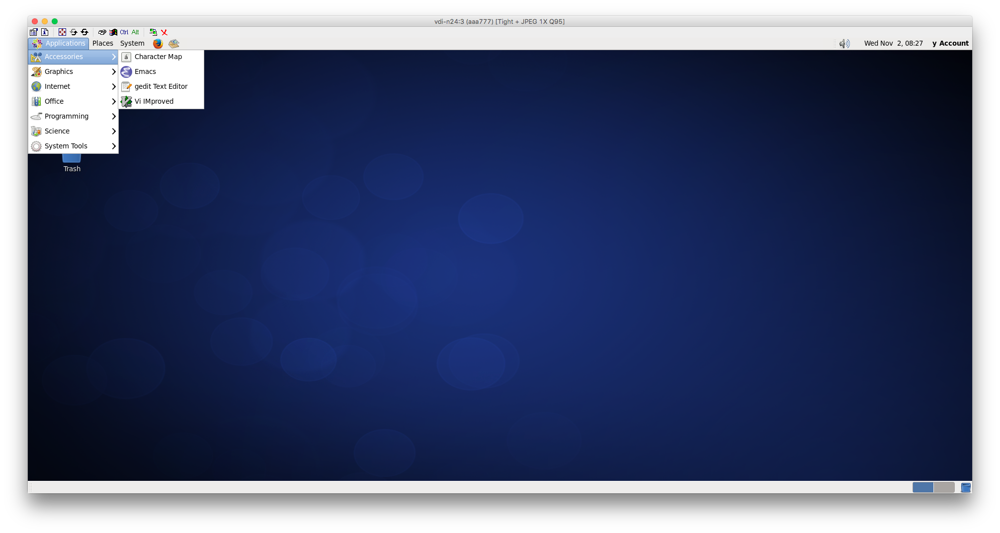 vdi-n24:3 (aaa777) [Tight + JPEG 1X Q95]
Ctrl Alt
Applications Places System Wed Nov 2, 08:27 y Account
Accessories
Graphics
Internet
Office
Programming
Science
System Tools
á Character Map
Emacs
gedit Text Editor
Vi IMproved
Trash